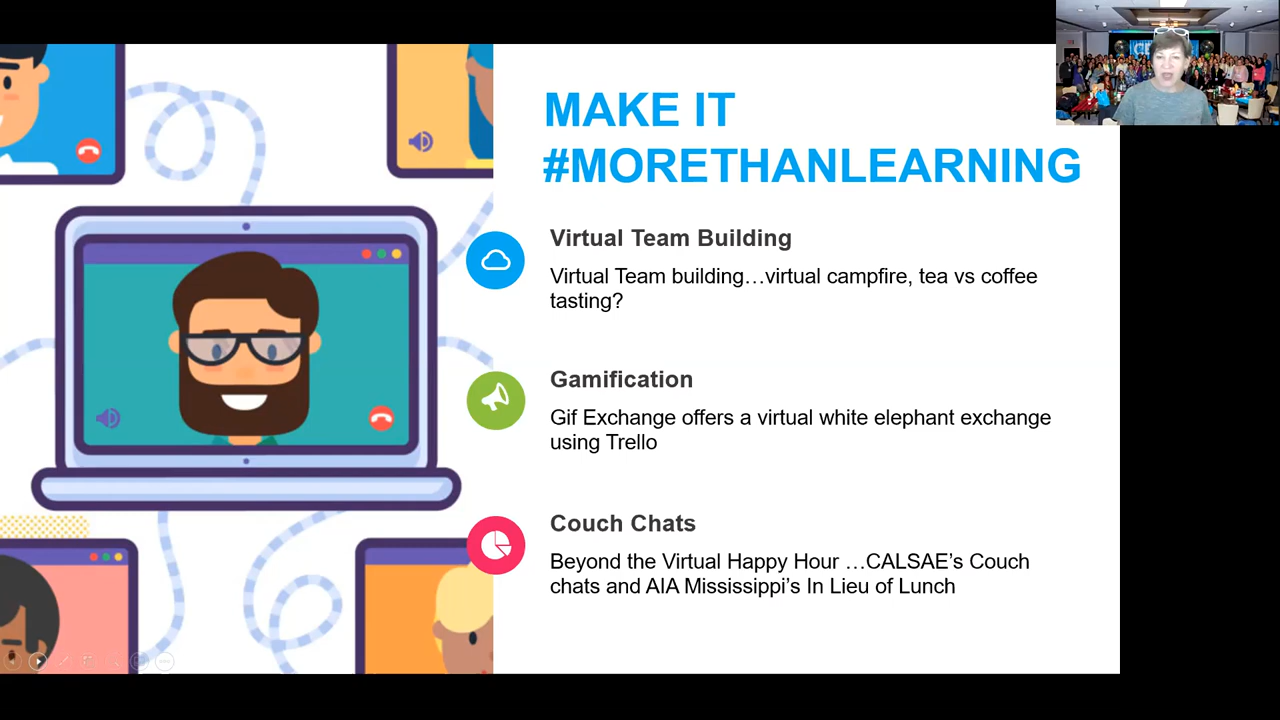 MAKE IT
#MORETHANLEARNING
Virtual Team Building
Virtual Team building…virtual campfire, tea vs coffee
tasting?
Gamification
Gif Exchange offers a virtual white elephant exchange
using Trello
Couch Chats
Beyond the Virtual Happy Hour …CALSAE’s Couch
chats and AIA Mississippi’s In Lieu of Lunch